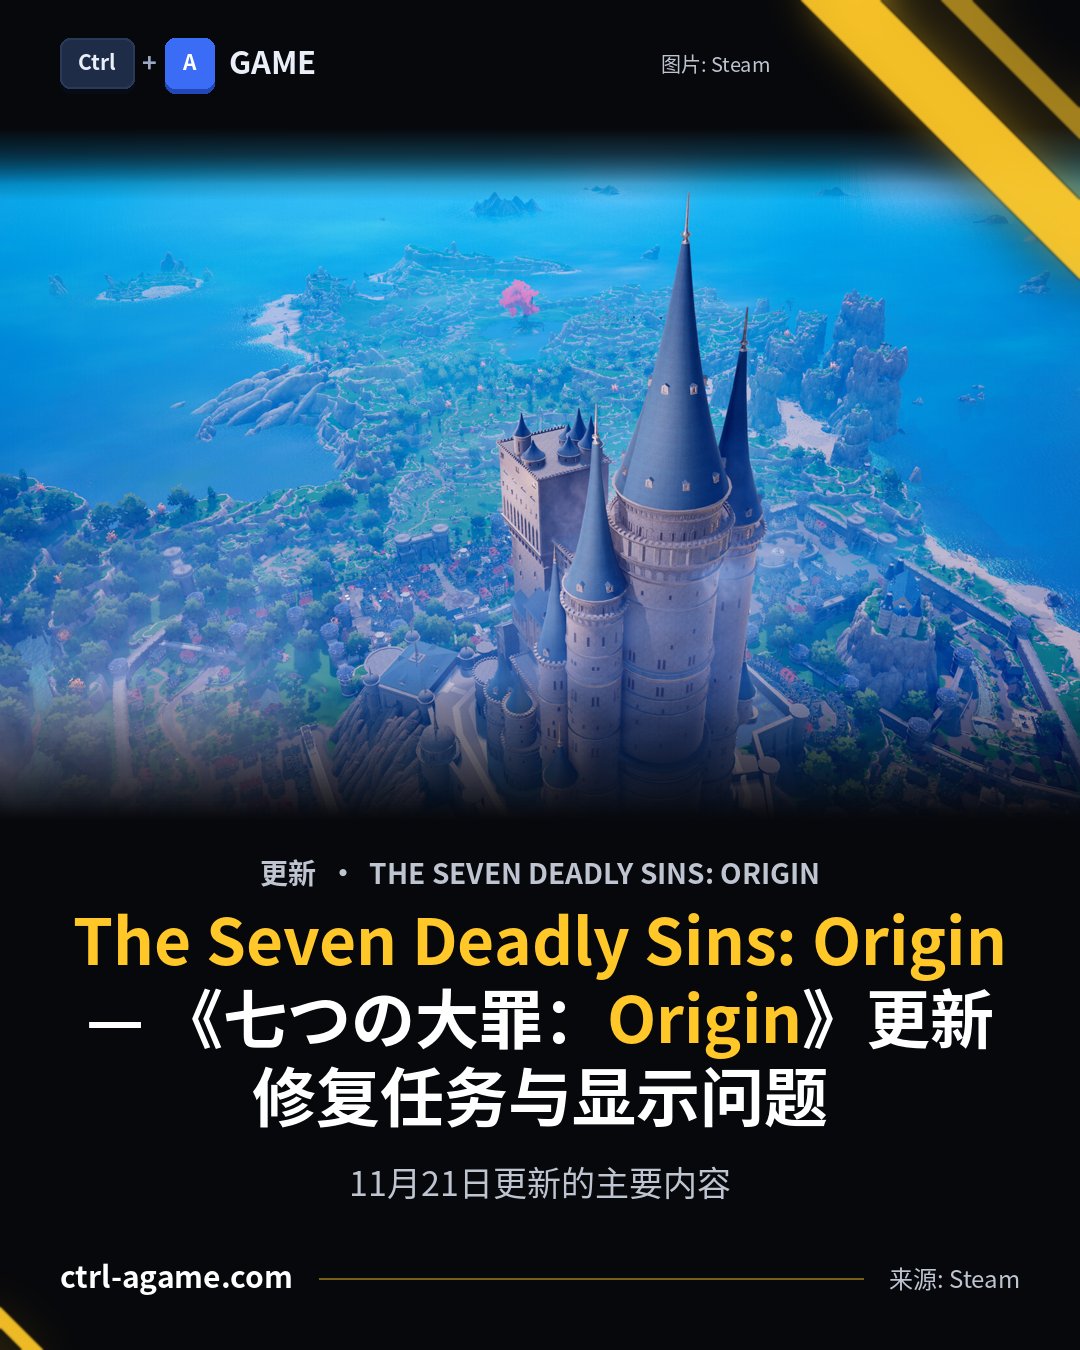 Ctrl + A GAME
图片: Steam
更新 • THE SEVEN DEADLY SINS: ORIGIN
The Seven Deadly Sins: Origin
— 《七つの大罪：Origin》更新
修复任务与显示问题
11月21日更新的主要内容
ctrl-agame.com
来源: Steam